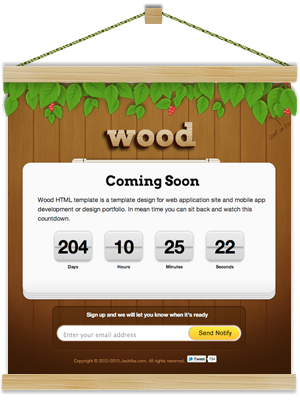 wood
Coming Soon
Wood HTML template is a template design for web application site and mobile app
development or design portfolio. In mean time you can sit back and watch this
countdown.
204 10 25 22
Days Hours Minutes Seconds
Sign up and we will let you know when it's ready
Enter your email address Send Notify
Copyright © 2012-2013 All rights reserved Tweet